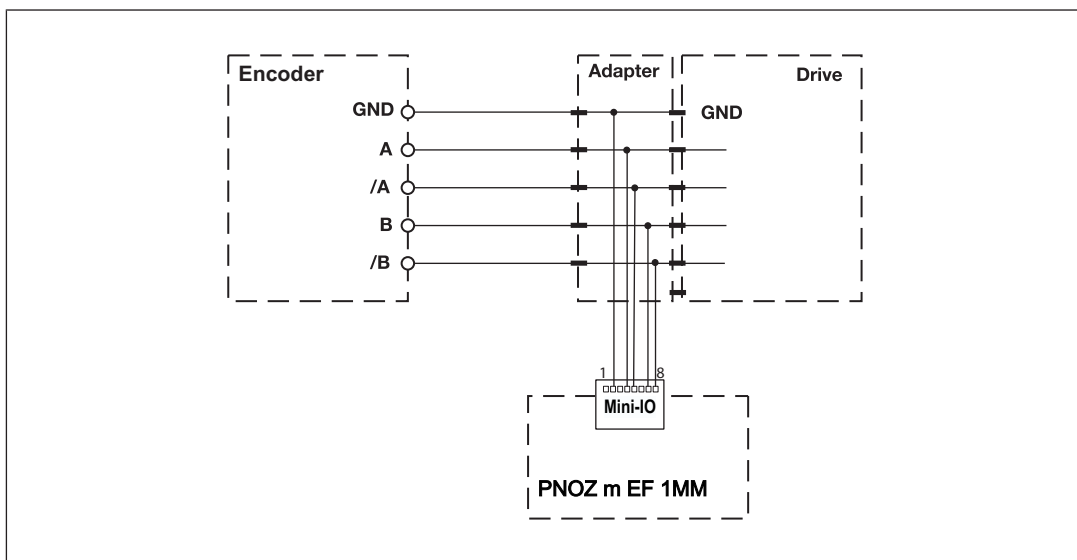 Encoder
Adapter
Drive
GND
GND
A
/A
B
/B
1
8
Mini-IO
PNOZ m EF 1MM